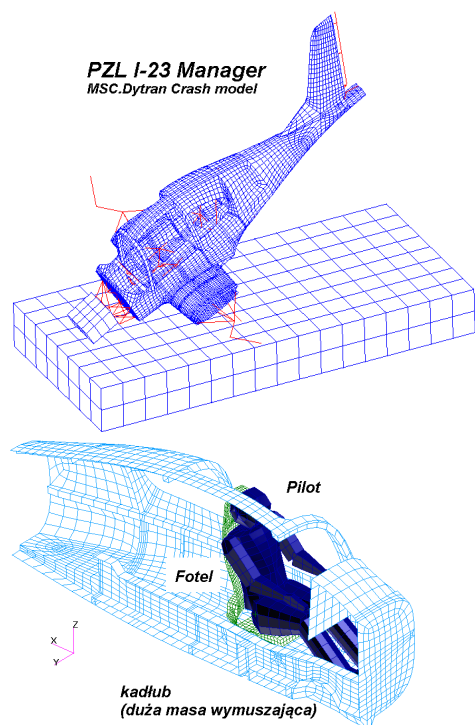 PZL I-23 Manager
MSC.Dytran Crash model
Pilot
Fotel
Z
X
Y
kadłub
(duża masa wymuszająca)